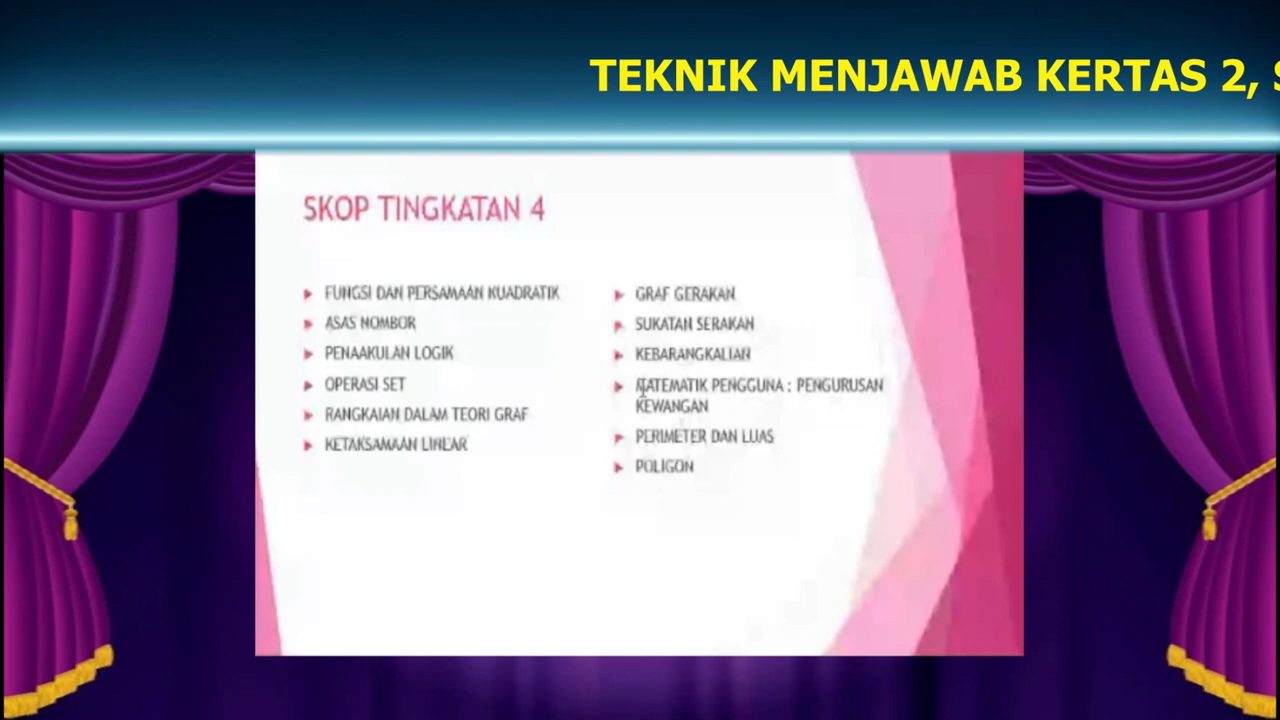 TEKNIK MENJAWAB KERTAS 2,
SKOP TINGKATAN 4
FUNGSI DAN PERSAMAAN KUADRATIK
ASAS NOMBOR
PENAAKULAN LOGIK
OPERASI SET
RANGKAIAN DALAM TEORI GRAF
KETAKSAMAAN LINEAR
GRAF GERAKAN
SUKATAN SERAKAN
KEBARANGKALIAN
MATEMATIK PENGGUNA : PENGURUSAN
KEWANGAN
PERIMETER DAN LUAS
POLIGON